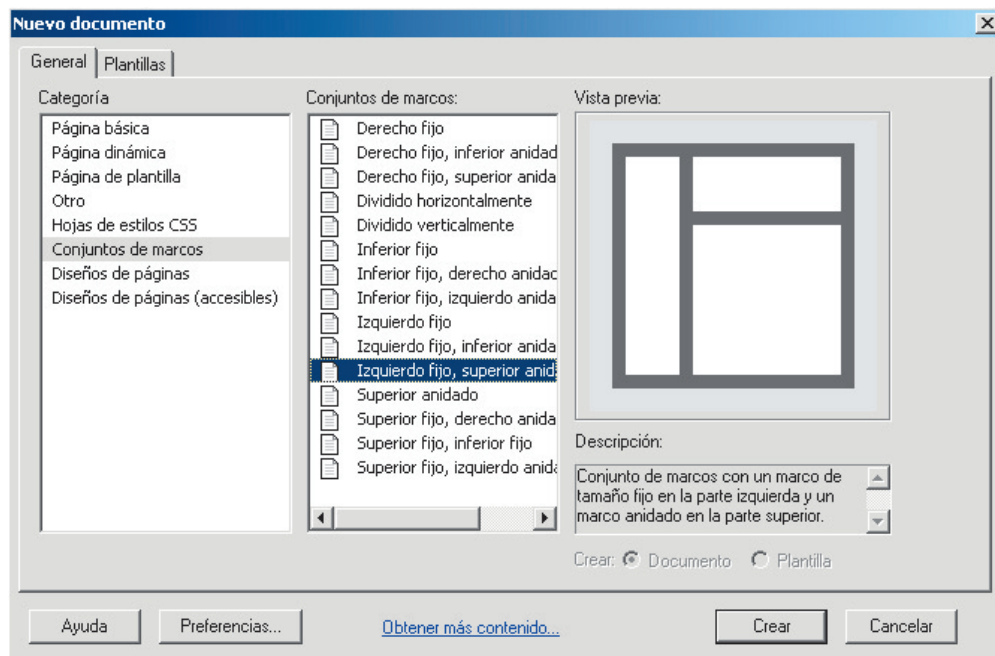 Nuevo documento
General
Plantillas
Categoría
Página básica
Página dinámica
Página de plantilla
Otro
Hojas de estilos CSS
Conjuntos de marcos
Diseños de páginas
Diseños de páginas (accesibles)
Conjuntos de marcos:
Derecho fijo
Derecho fijo, inferior anidad
Derecho fijo, superior anida
Dividido horizontalmente
Dividido verticalmente
Inferior fijo
Inferior fijo, derecho anidac
Inferior fijo, izquierdo anida
Izquierdo fijo
Izquierdo fijo, inferior anida
Izquierdo fijo, superior anid
Superior anidado
Superior fijo, derecho anida
Superior fijo, inferior fijo
Superior fijo, izquierdo anida
Vista previa:
Descripción:
Conjunto de marcos con un marco de
tamaño fijo en la parte izquierda y un
marco anidado en la parte superior.
Crear: Documento Plantilla
Ayuda
Preferencias...
Obtener más contenido...
Crear
Cancelar